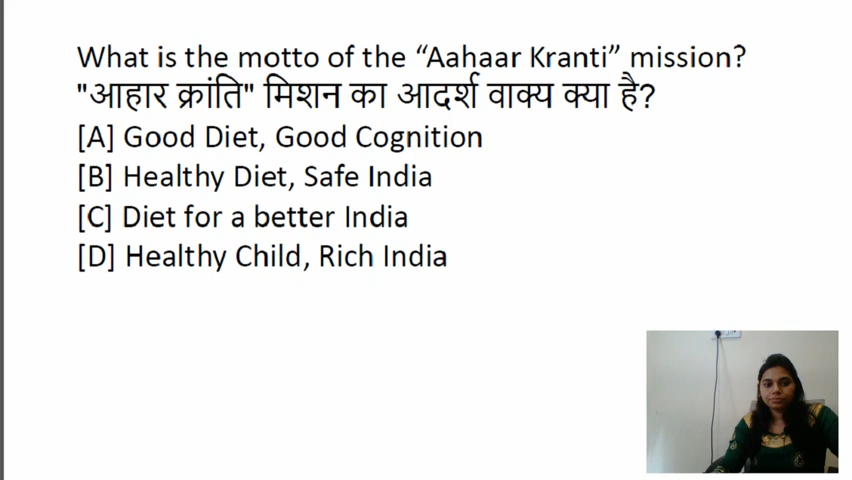 What is the motto of the “Aahaar Kranti” mission?
"आहार क्रांति" मिशन का आदर्श वाक्य क्या है?
[A] Good Diet, Good Cognition
[B] Healthy Diet, Safe India
[C] Diet for a better India
[D] Healthy Child, Rich India